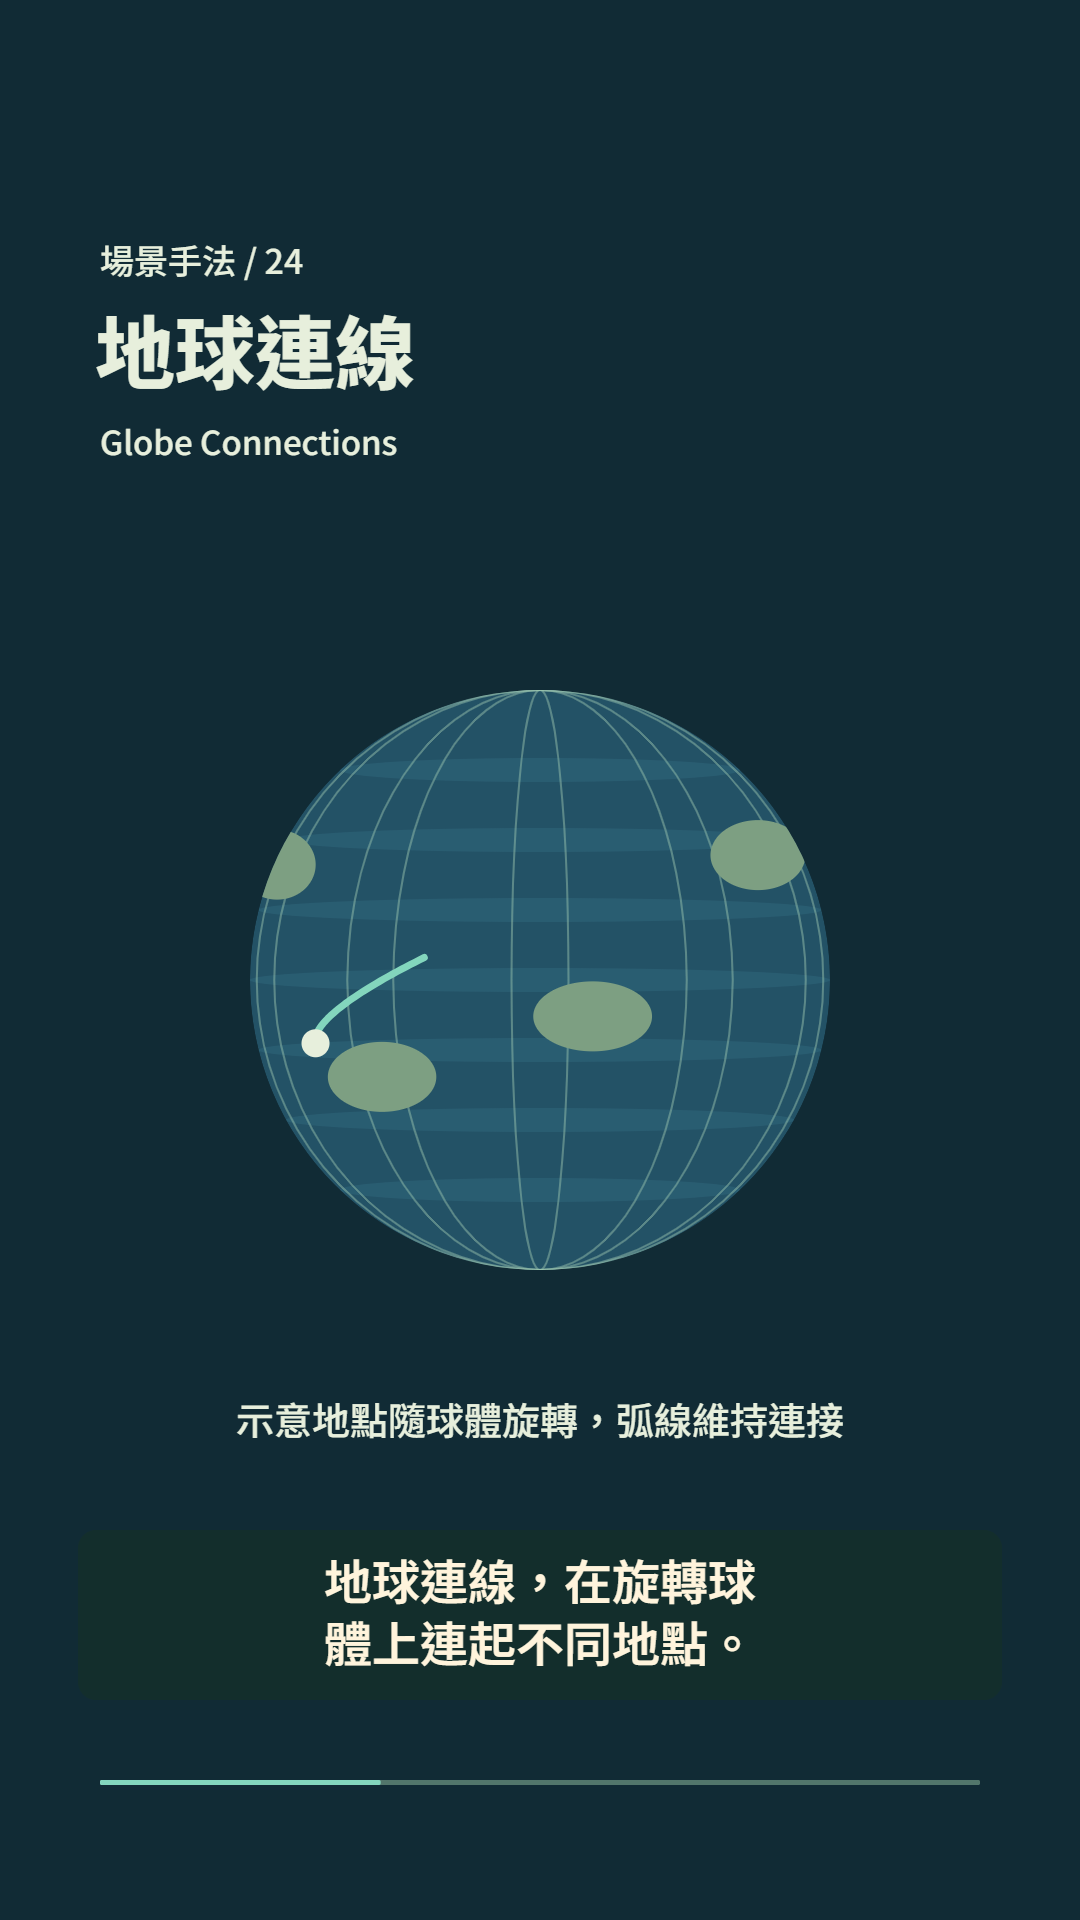 場景手法 / 24
地球連線
Globe Connections
示意地點隨球體旋轉，弧線維持連接
地球連線，在旋轉球
體上連起不同地點。